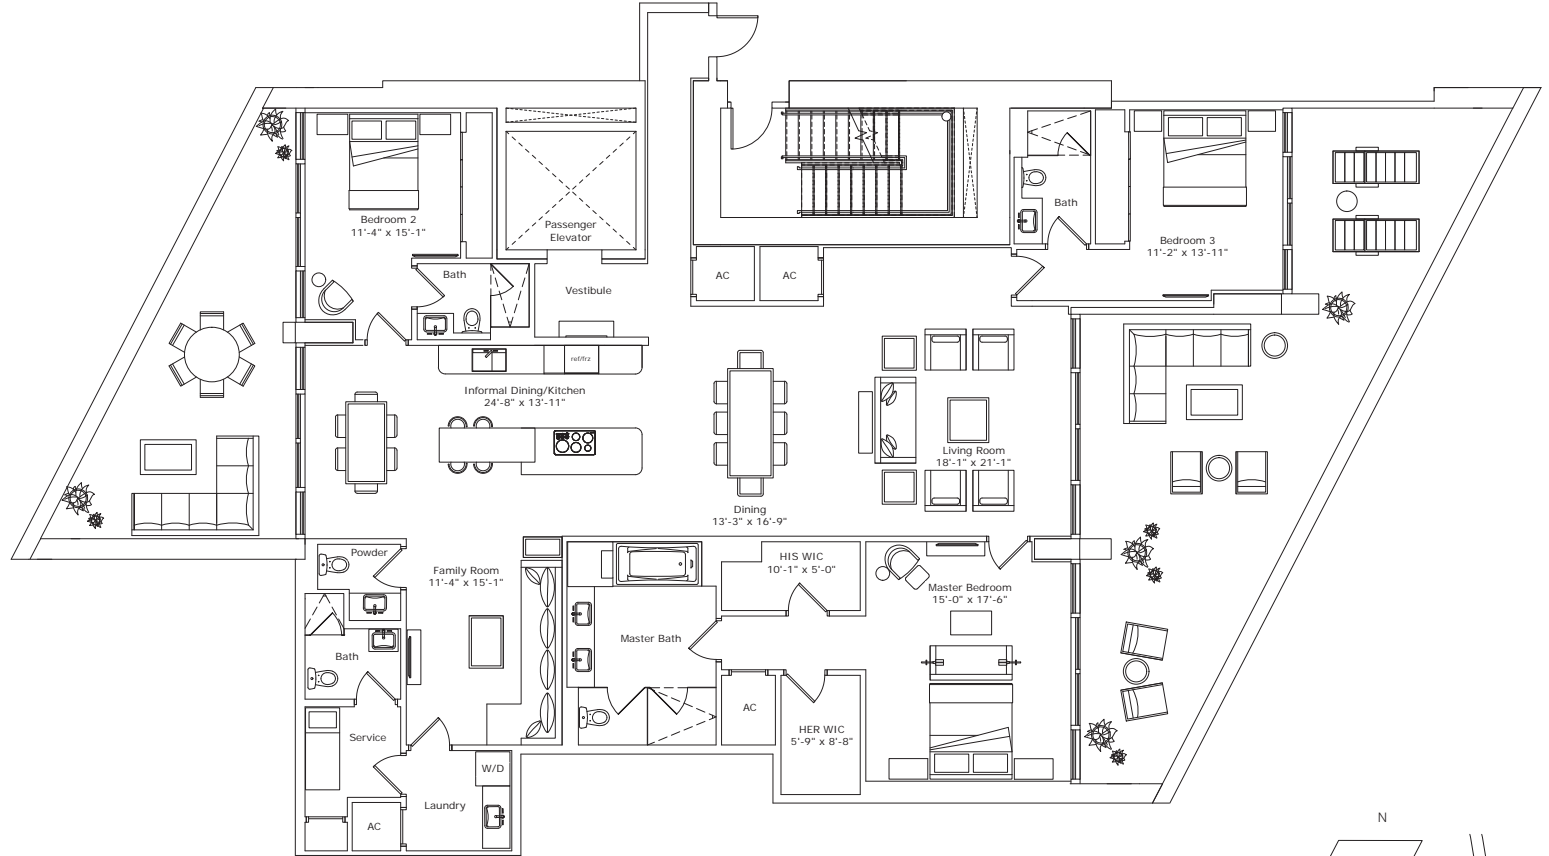 Bedroom 2
11'-4" x 15'-1"
Passenger
Elevator
Bath
Bedroom 3
11'-2" x 13'-11"
Bath
AC
AC
Vestibule
ref/frz
Informal Dining/Kitchen
24'-8" x 13'-11"
Living Room
18'-1" x 21'-1"
Dining
13'-3" x 16'-9"
Powder
Family Room
11'-4" x 15'-1"
HIS WIC
10'-1" x 5'-0"
Master Bedroom
15'-0" x 17'-6"
Master Bath
Bath
AC
HER WIC
5'-9" x 8'-8"
Service
W/D
Laundry
AC
N